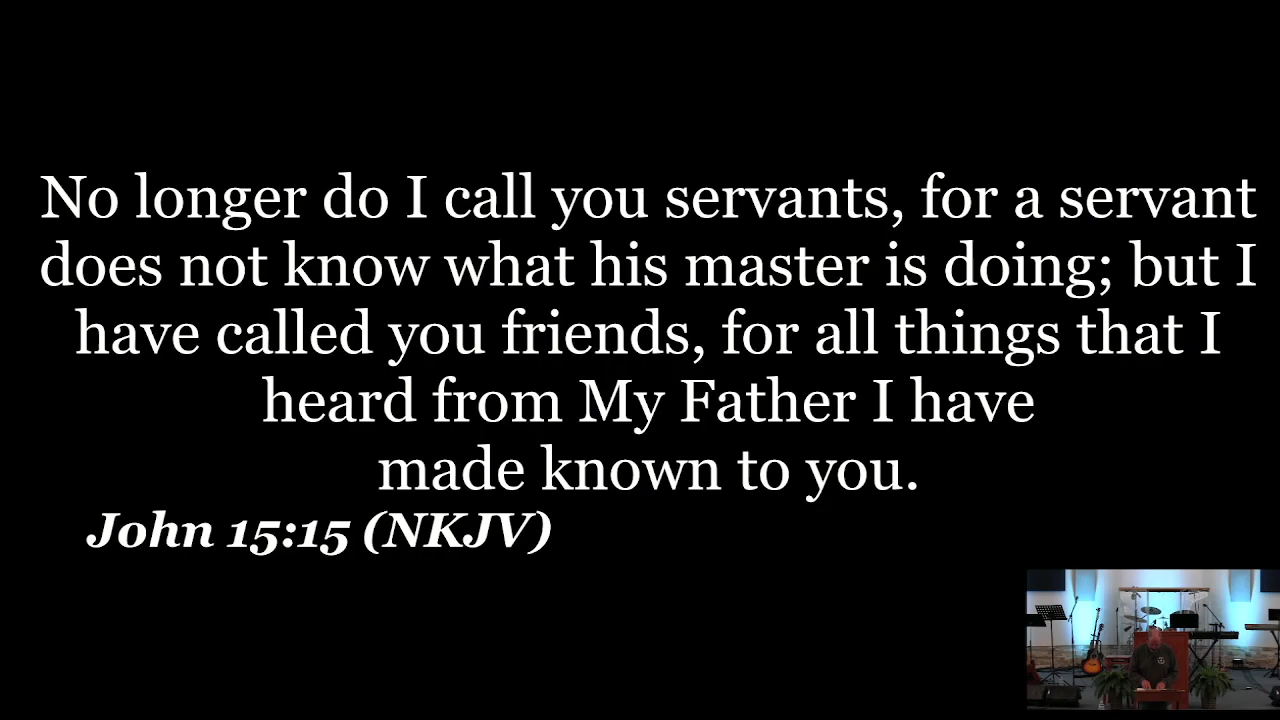 No longer do I call you servants, for a servant
does not know what his master is doing; but I
have called you friends, for all things that I
heard from My Father I have
made known to you.
John 15:15 (NKJV)